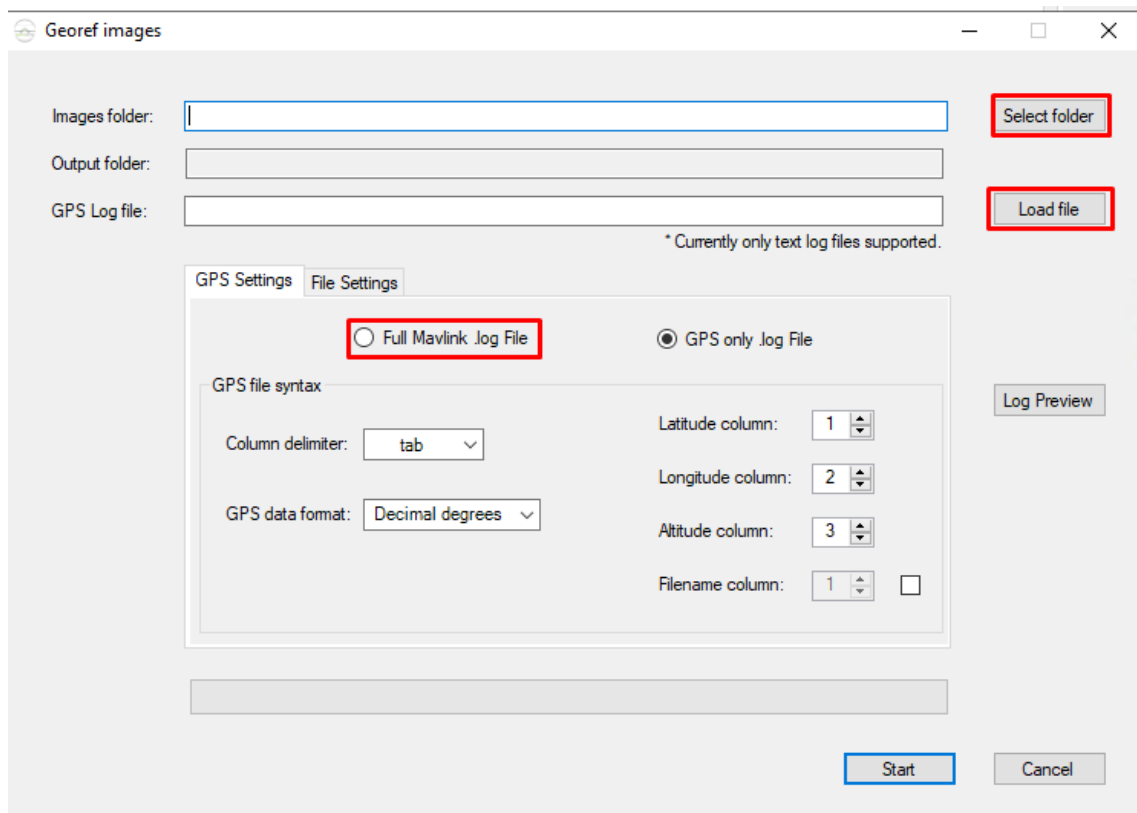 Georef images
Images folder:
Select folder
Output folder:
GPS Log file:
Load file
* Currently only text log files supported.
GPS Settings
File Settings
Full Mavlink .log File
GPS only .log File
GPS file syntax
Log Preview
Column delimiter: tab
Latitude column: 1
Longitude column: 2
GPS data format: Decimal degrees
Altitude column: 3
Filename column: 1
Start
Cancel